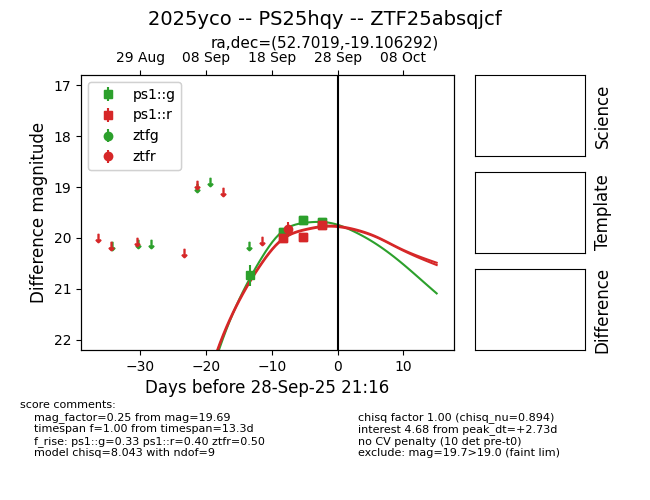 2025yco -- PS25hqy -- ZTF25absqjcf
ra,dec=(52.7019,-19.106292)
29 Aug 08 Sep 18 Sep 28 Sep 08 Oct
ps1::g
ps1::r
ztfg
ztfr
17
18
19
20
21
22
Difference magnitude
−30 −20 −10 0 10
Days before 28-Sep-25 21:16
Science
Template
Difference
score comments:
mag_factor=0.25 from mag=19.69
timespan f=1.00 from timespan=13.3d
f_rise: ps1::g=0.33 ps1::r=0.40 ztfr=0.50
model chisq=8.043 with ndof=9
chisq factor 1.00 (chisq_nu=0.894)
interest 4.68 from peak_dt=+2.73d
no CV penalty (10 det pre-t0)
exclude: mag=19.7>19.0 (faint lim)